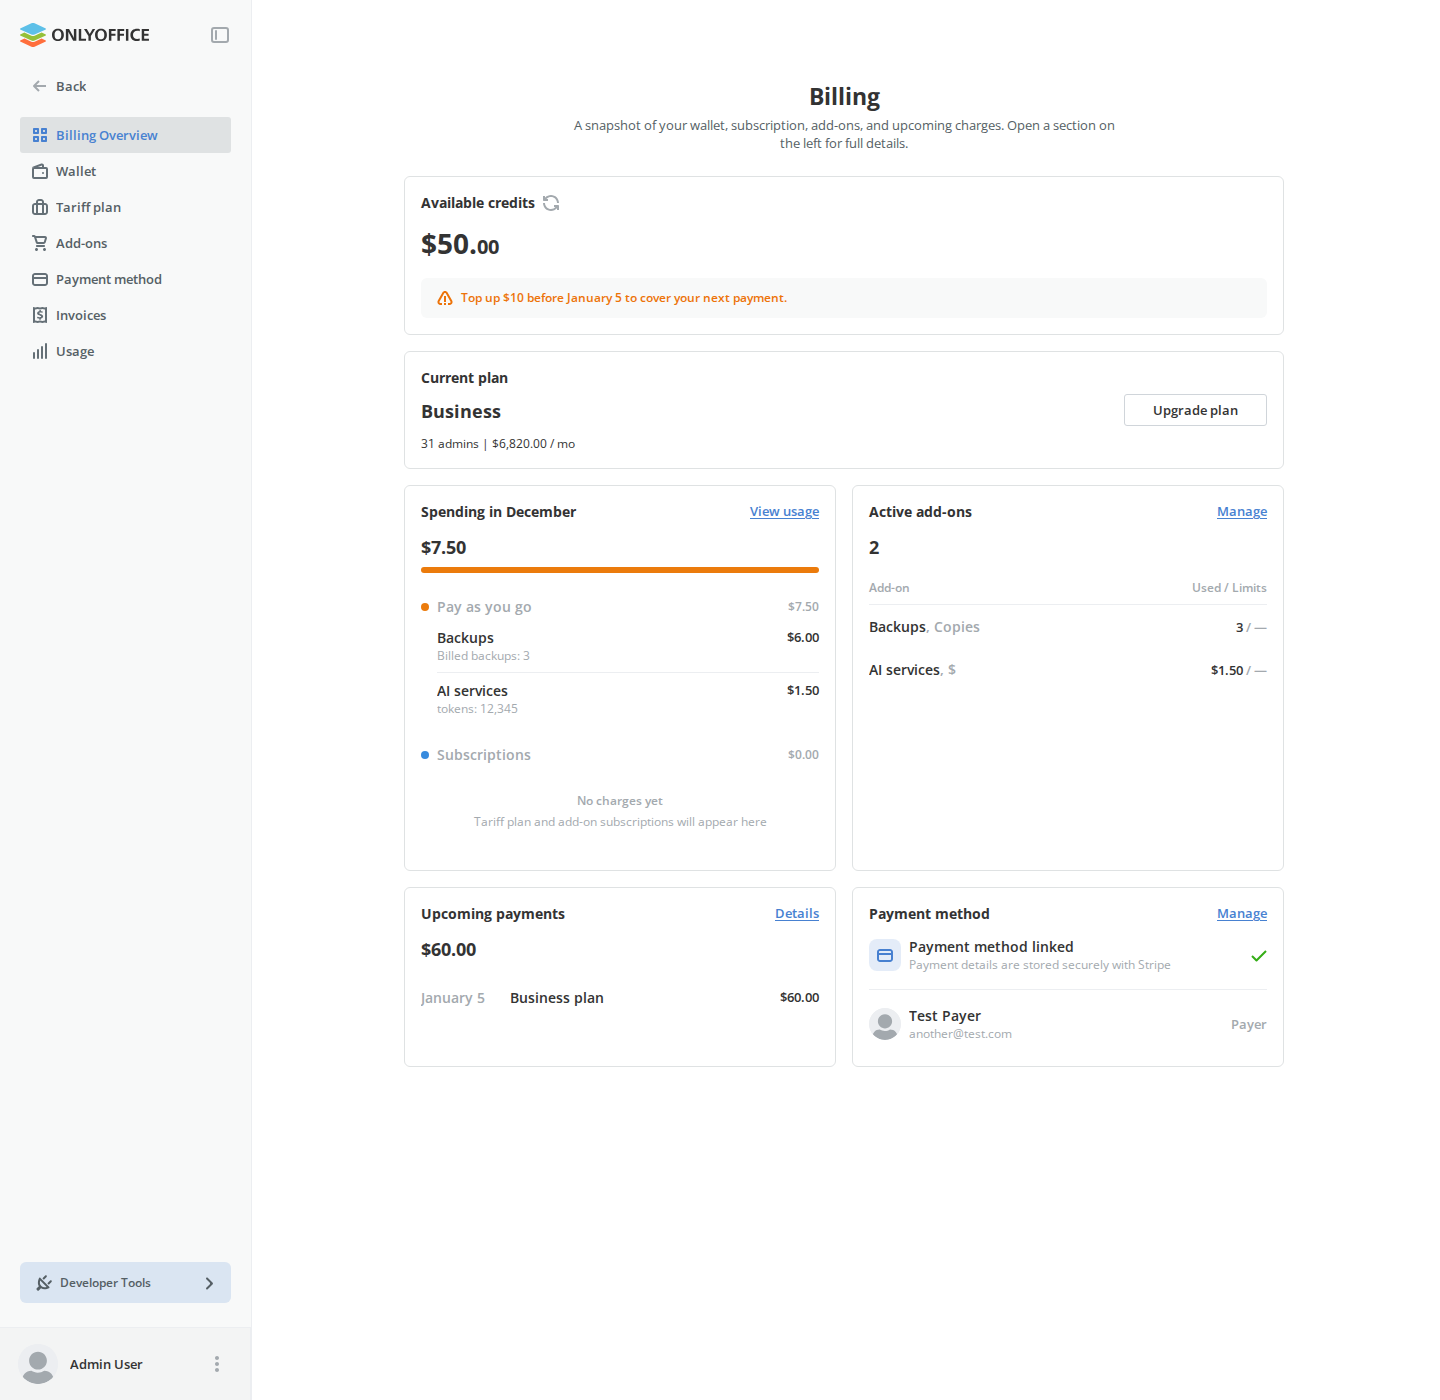 ONLYOFFICE
Back
Billing Overview
Wallet
Tariff plan
Add-ons
Payment method
Invoices
Usage
Developer Tools
Admin User
Billing
A snapshot of your wallet, subscription, add-ons, and upcoming charges. Open a section on
the left for full details.
Available credits
$50.00
Top up $10 before January 5 to cover your next payment.
Current plan
Business
Upgrade plan
31 admins | $6,820.00 / mo
Spending in December View usage
$7.50
Pay as you go $7.50
Backups $6.00
Billed backups: 3
AI services $1.50
tokens: 12,345
Subscriptions $0.00
No charges yet
Tariff plan and add-on subscriptions will appear here
Active add-ons Manage
2
Add-on Used / Limits
Backups, Copies 3 / —
AI services, $ $1.50 / —
Upcoming payments Details
$60.00
January 5 Business plan $60.00
Payment method Manage
Payment method linked
Payment details are stored securely with Stripe
Test Payer Payer
another@test.com